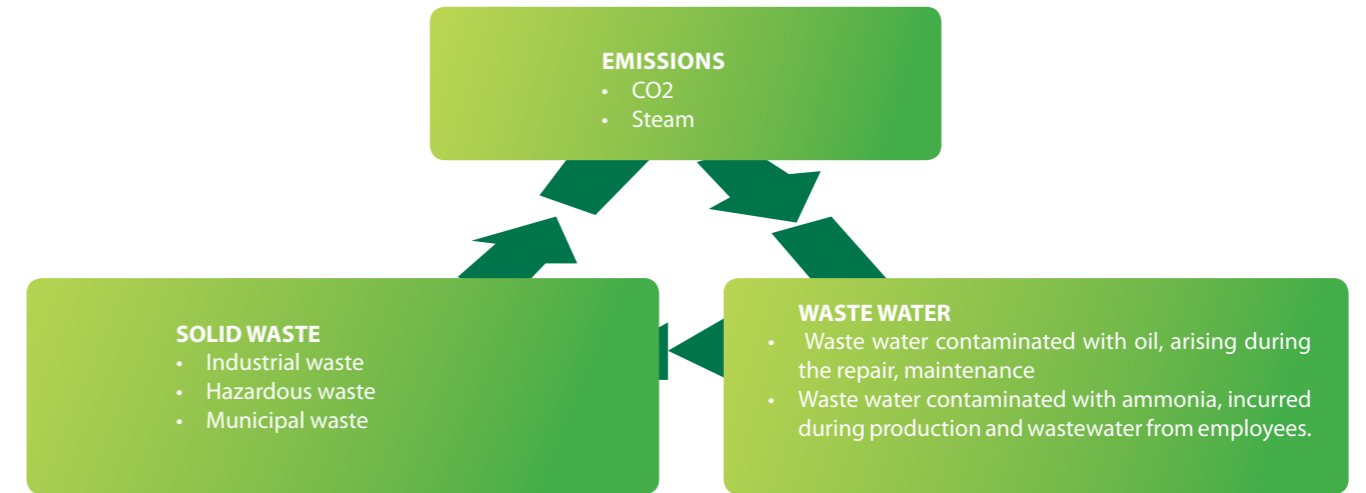 EMISSIONS
• CO2
• Steam
SOLID WASTE
• Industrial waste
• Hazardous waste
• Municipal waste
WASTE WATER
• Waste water contaminated with oil, arising during
the repair, maintenance
• Waste water contaminated with ammonia, incurred
during production and wastewater from employees.